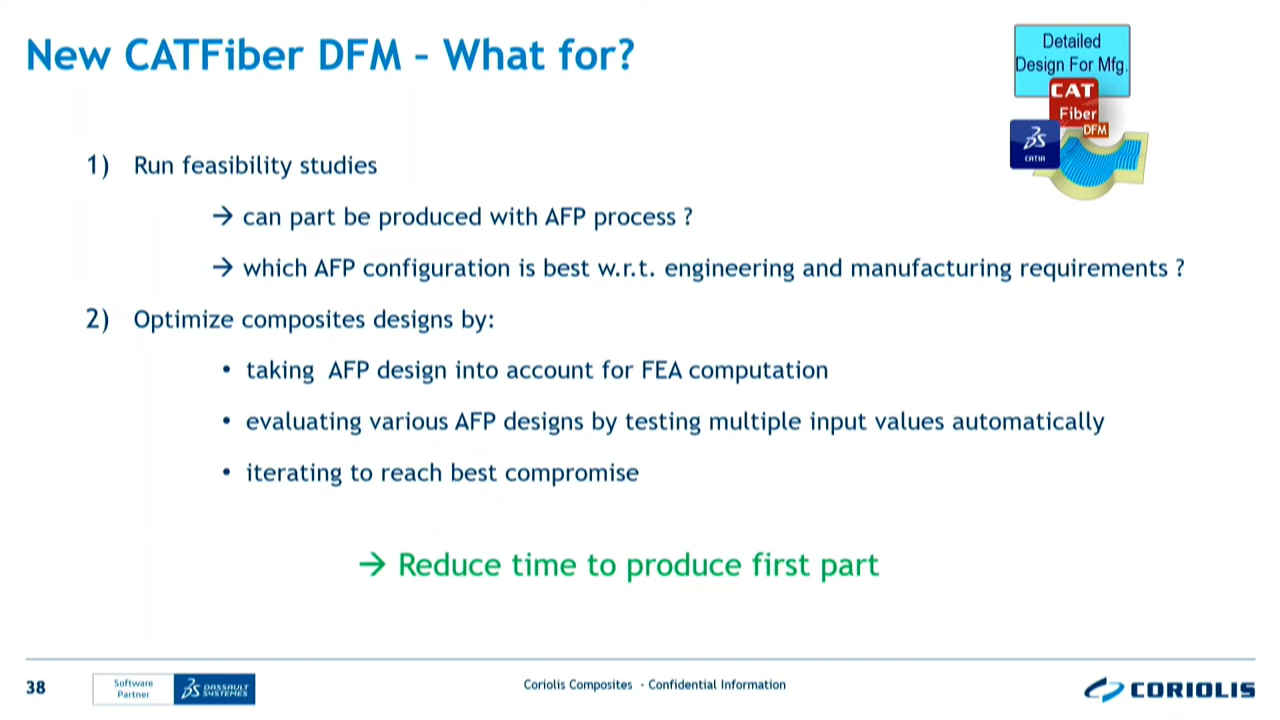 New CATFiber DFM – What for?
Detailed
Design For Mfg.
CAT
Fiber
DFM
3S
CATIA
1) Run feasibility studies
→ can part be produced with AFP process ?
→ which AFP configuration is best w.r.t. engineering and manufacturing requirements ?
2) Optimize composites designs by:
• taking  AFP design into account for FEA computation
• evaluating various AFP designs by testing multiple input values automatically
• iterating to reach best compromise
→ Reduce time to produce first part
38
Software
Partner
3S DASSAULT
SYSTEMES
Coriolis Composites  - Confidential Information
CORIOLIS